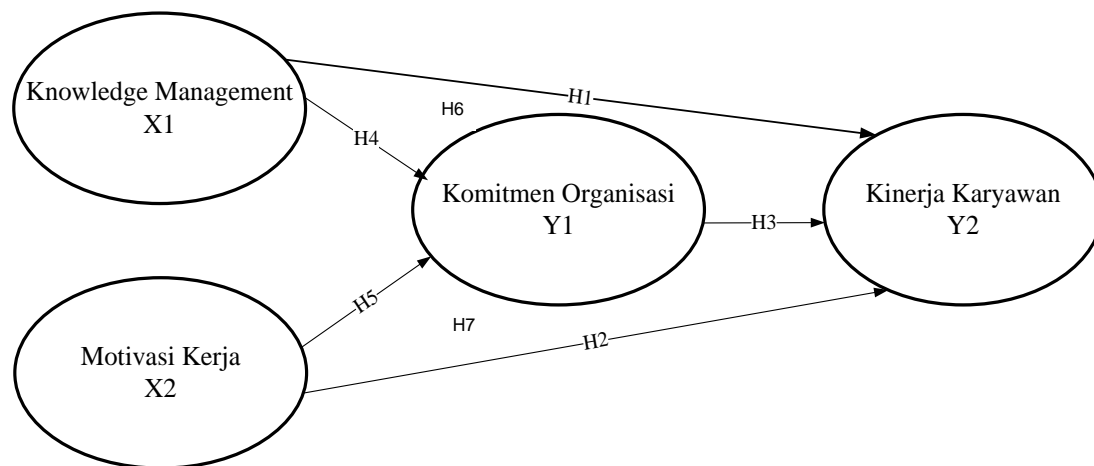 Knowledge Management
X1
H1
H6
H4
Komitmen Organisasi
Y1
H3
Kinerja Karyawan
Y2
H5
H7
H2
Motivasi Kerja
X2